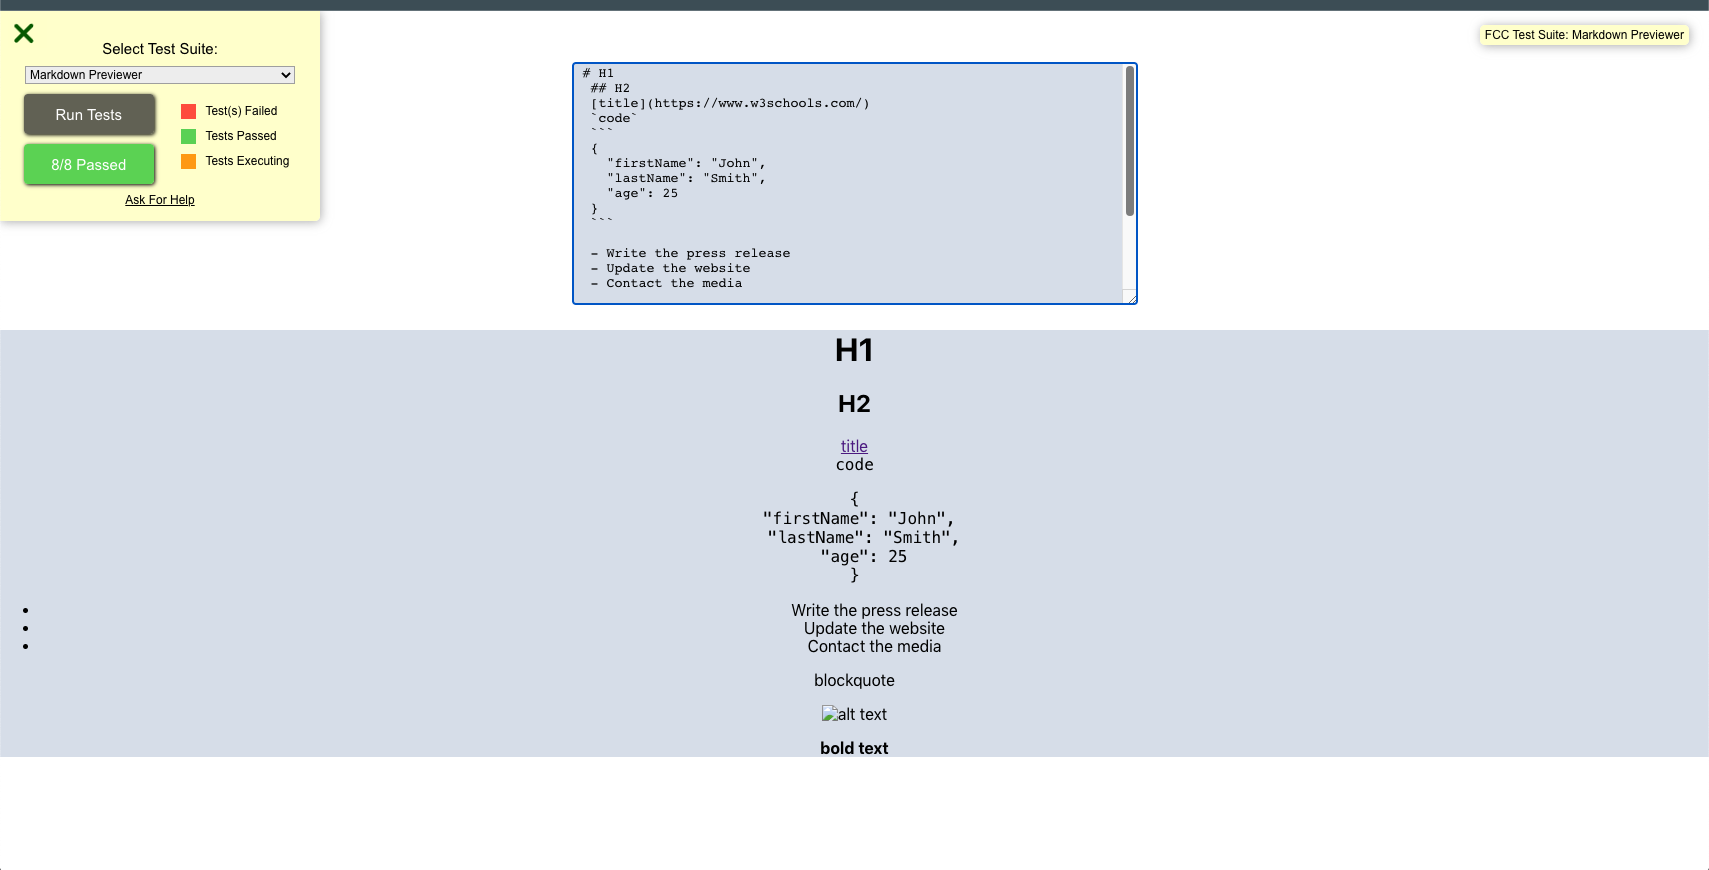 Select Test Suite:
Markdown Previewer
Run Tests
Test(s) Failed
Tests Passed
8/8 Passed
Tests Executing
Ask For Help
FCC Test Suite: Markdown Previewer
# H1
## H2
[title](https://www.w3schools.com/)
`code`
```
{
"firstName": "John",
"lastName": "Smith",
"age": 25
}
```
- Write the press release
- Update the website
- Contact the media
H1
H2
title
code
{
"firstName": "John",
"lastName": "Smith",
"age": 25
}
Write the press release
Update the website
Contact the media
blockquote
alt text
bold text